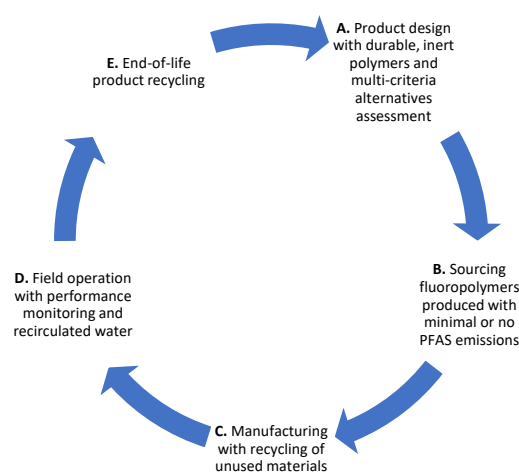 A. Product design
with durable, inert
polymers and
multi-criteria
alternatives
assessment
B. Sourcing
fluoropolymers
produced with
minimal or no
PFAS emissions
C. Manufacturing
with recycling of
unused materials
D. Field operation
with performance
monitoring and
recirculated water
E. End-of-life
product recycling